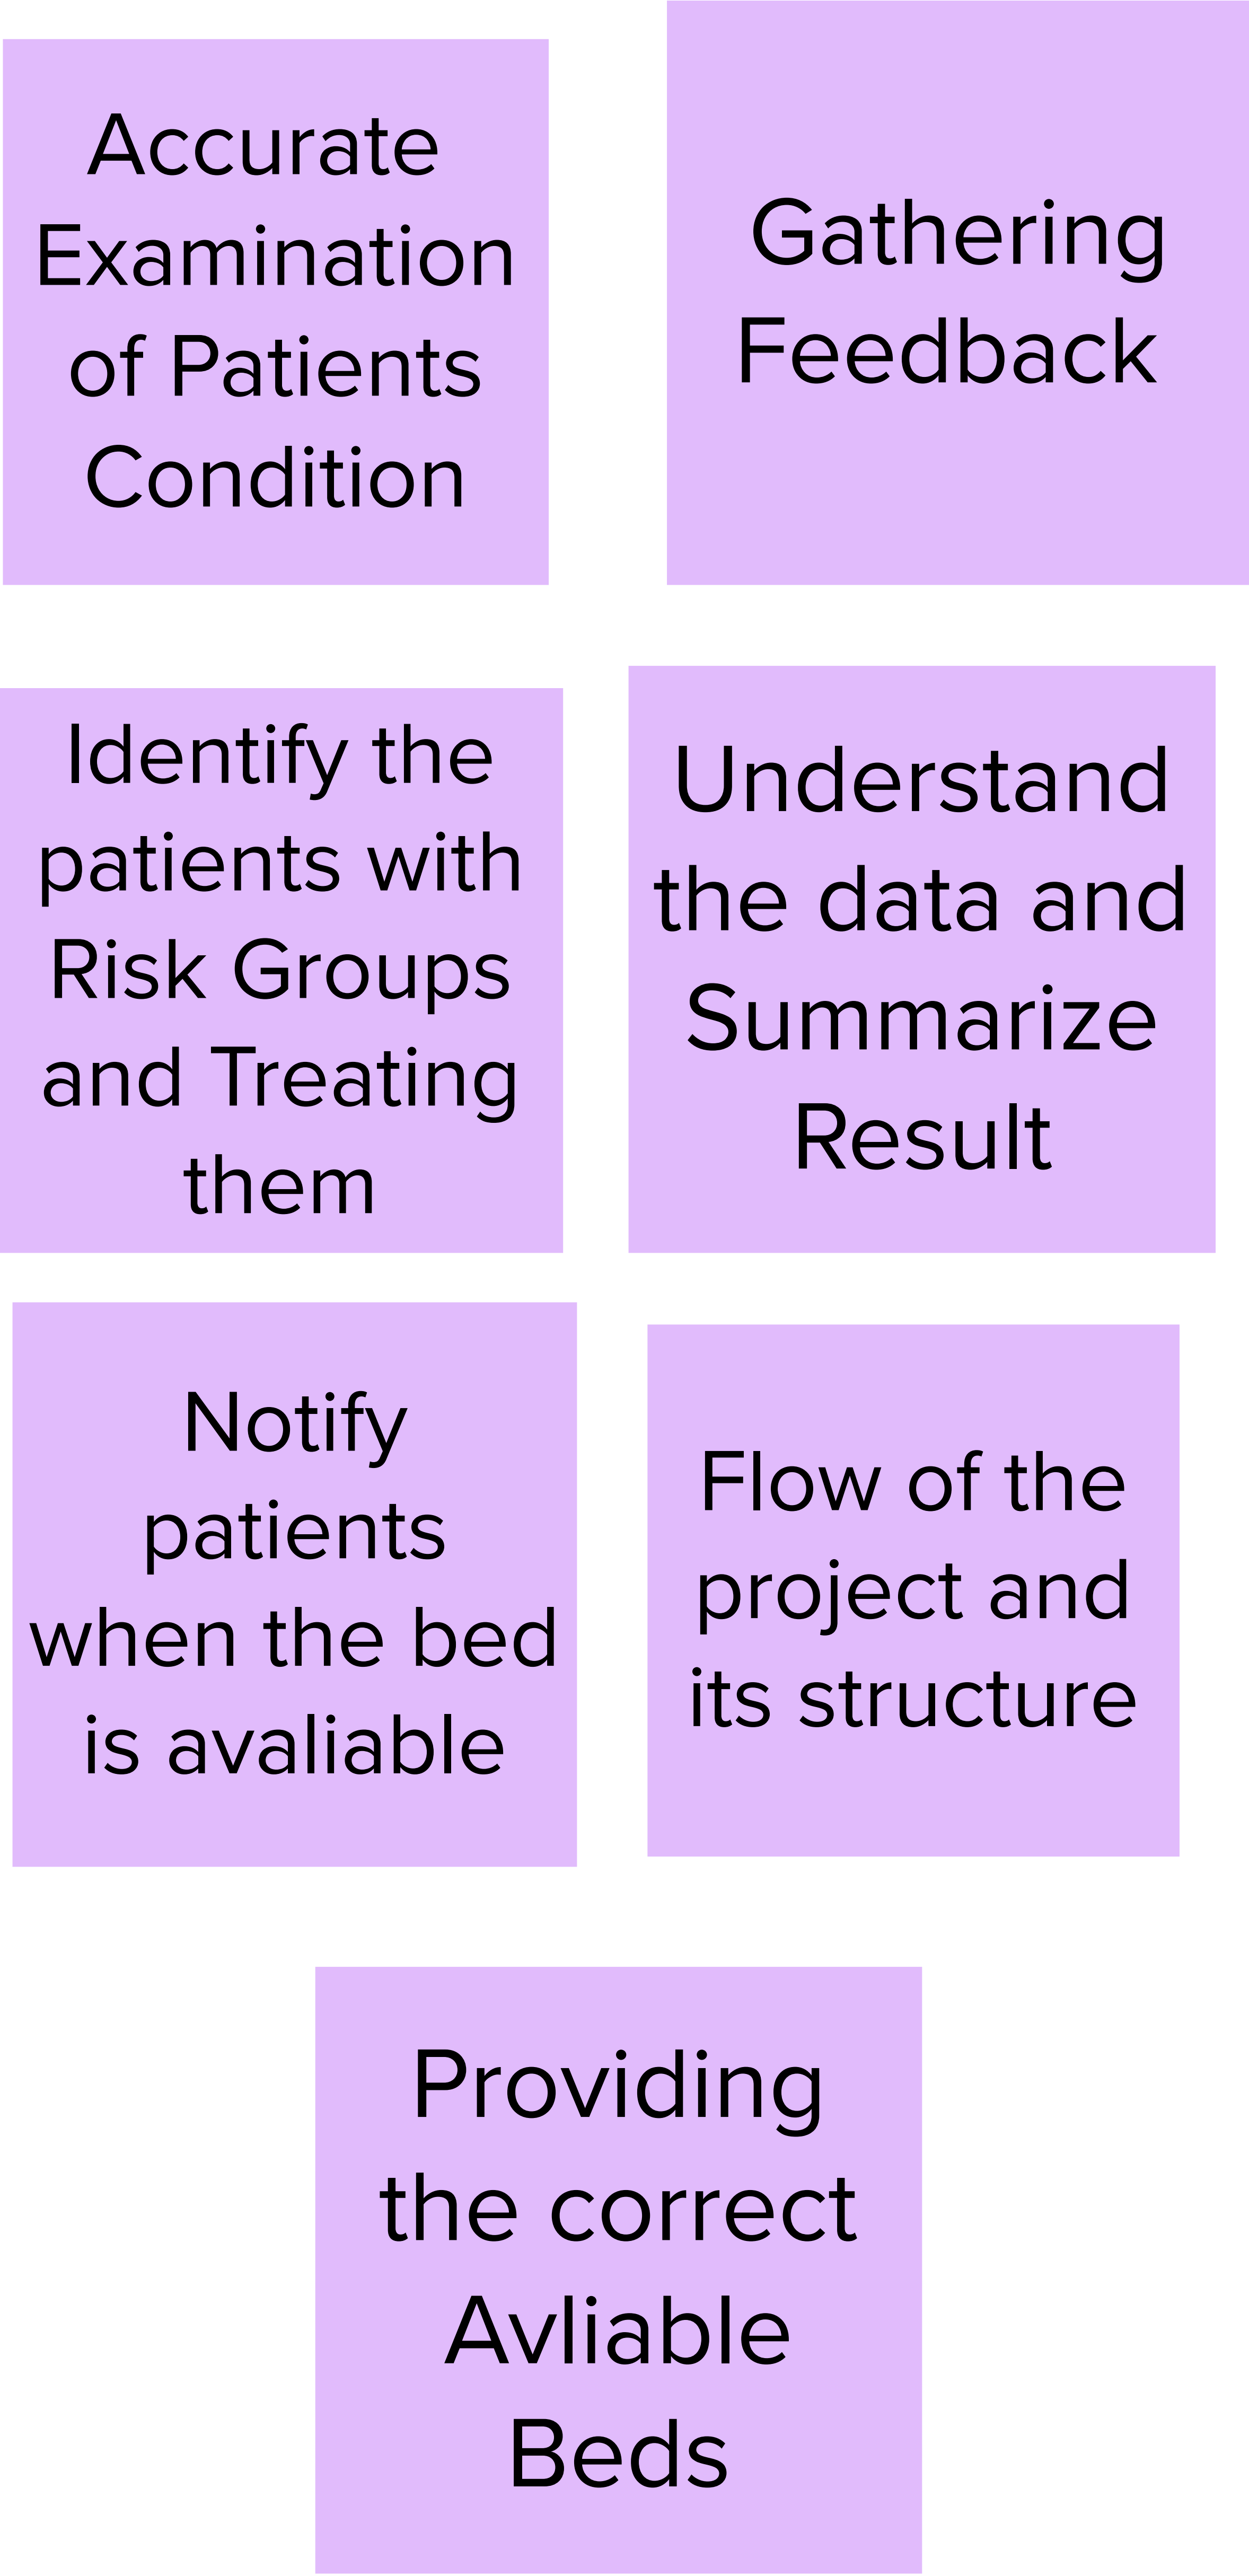 Accurate
Examination
of Patients
Condition
Gathering
Feedback
Identify the
patients with
Risk Groups
and Treating
them
Understand
the data and
Summarize
Result
Notify
patients
when the bed
is avaliable
Flow of the
project and
its structure
Providing
the correct
Avliable
Beds